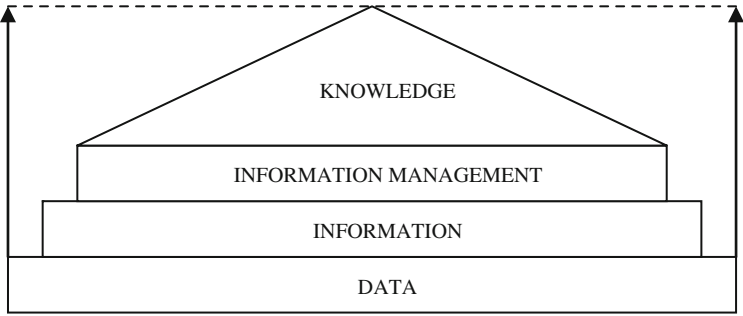 KNOWLEDGE
INFORMATION MANAGEMENT
INFORMATION
DATA